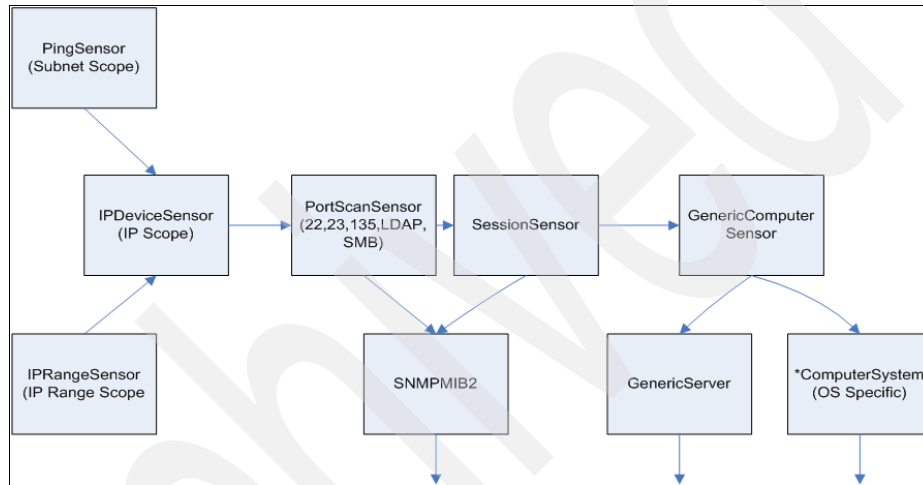 PingSensor
(Subnet Scope)
IPDeviceSensor
(IP Scope)
PortScanSensor
(22,23,135,LDAP,
SMB)
SessionSensor
GenericComputer
Sensor
IPRangeSensor
(IP Range Scope
SNMPMIB2
GenericServer
*ComputerSystem
(OS Specific)